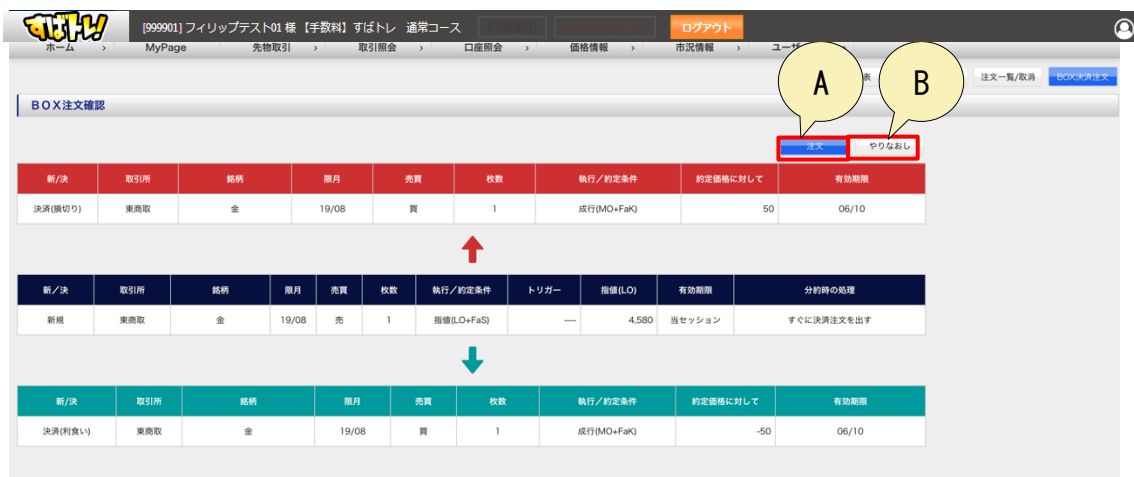 すばトレ!
[999901] フィリップテスト01 様 【手数料】すばトレ 通常コース ログアウト
ホーム › MyPage 先物取引 › 取引照会 › 口座照会 › 価格情報 › 市況情報 ›
A B
表 注文一覧/取消 BOX決済注文
BOX注文確認
注文 やりなおし
新/決 取引所 銘柄 限月 売買 枚数 執行/約定条件 約定価格に対して 有効期限
決済(損切り) 東商取 金 19/08 買 1 成行(MO+FaK) 50 06/10
新/決 取引所 銘柄 限月 売買 枚数 執行/約定条件 トリガー 指値(LO) 有効期限 分約時の処理
新規 東商取 金 19/08 売 1 指値(LO+FaS) ---- 4,580 当セッション すぐに決済注文を出す
新/決 取引所 銘柄 限月 売買 枚数 執行/約定条件 約定価格に対して 有効期限
決済(利食い) 東商取 金 19/08 買 1 成行(MO+FaK) -50 06/10